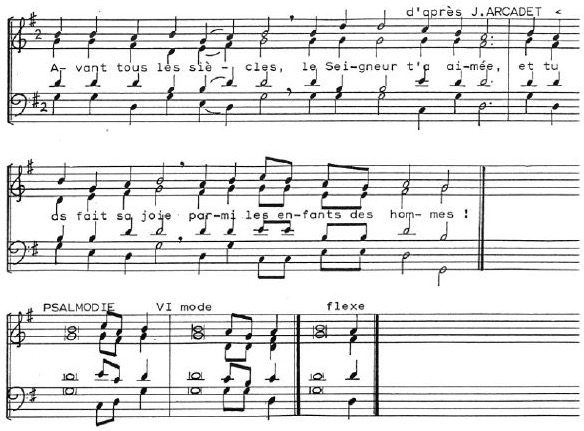 d'après J.ARCADET
A- vant tous les siè - cles, le Sei-gneur t'a ai-mée, et tu
as fait sa joie par-mi les en-fants des hom- mes !
PSALMODIE VI mode flexe